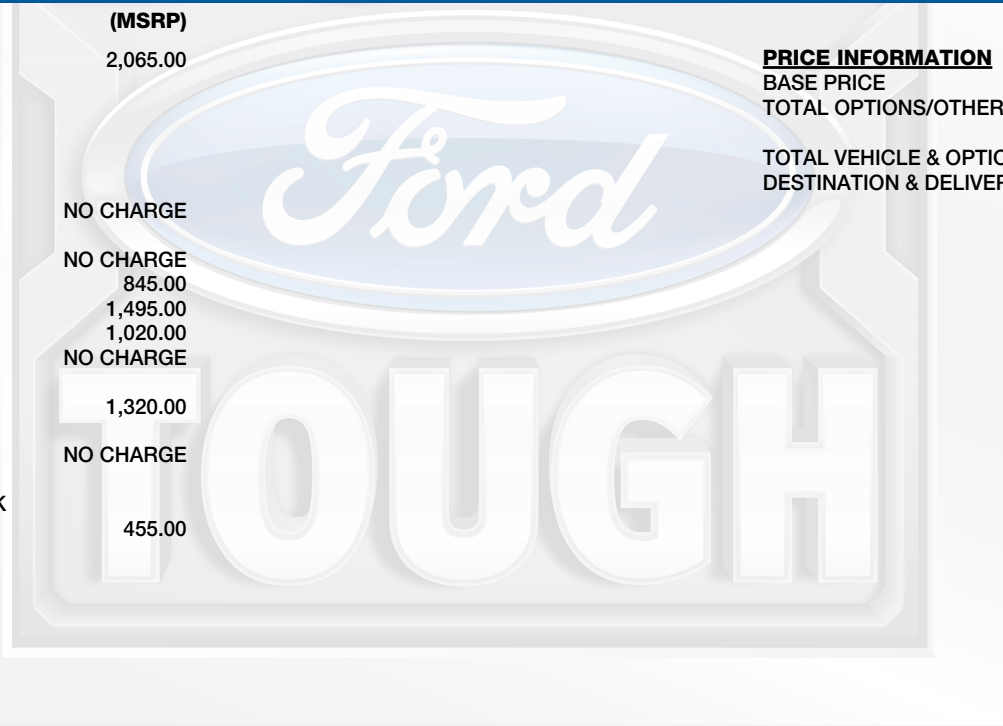 (MSRP)
2,065.00
NO CHARGE
NO CHARGE
845.00
1,495.00
1,020.00
NO CHARGE
1,320.00
NO CHARGE
K
455.00
PRICE INFORMATION
BASE PRICE
TOTAL OPTIONS/OTHER
TOTAL VEHICLE & OPTIO
DESTINATION & DELIVER
Ford
TOUGH